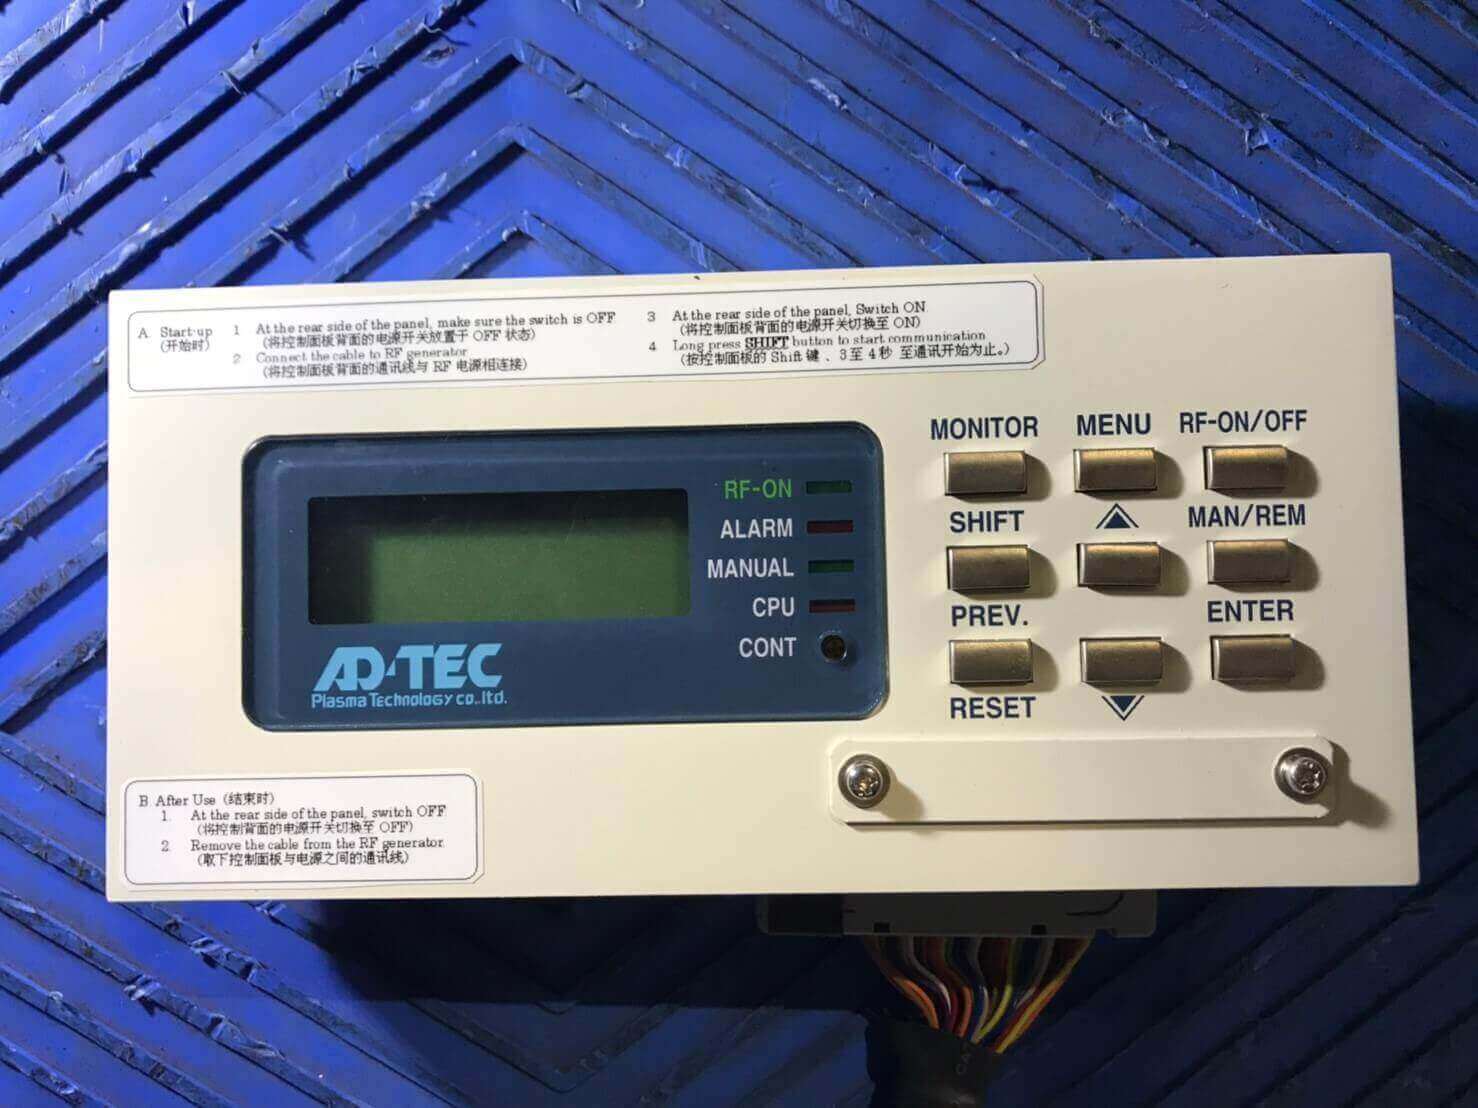 A. Start-up
(开始时)
1 At the rear side of the panel, make sure the switch is OFF
(将控制面板背面的电源开关放置于 OFF 状态)
2 Connect the cable to RF generator
(将控制面板背面的通讯线与 RF 电源相连接)
3 At the rear side of the panel, Switch ON
(将控制面板背面的电源开关切换至 ON)
4 Long press SHIFT button to start communication
(按控制面板的 Shift 键 、3 至 4 秒 至通讯开始为止。)
MONITOR MENU RF-ON/OFF
SHIFT MAN/REM
PREV. ENTER
RESET
RF-ON
ALARM
MANUAL
CPU
CONT
AD-TEC
Plasma Technology co.,ltd.
B. After Use (结束时)
1. At the rear side of the panel, switch OFF
(将控制背面的电源开关切换至 OFF)
2. Remove the cable from the RF generator
(取下控制面板与电源之间的通讯线)